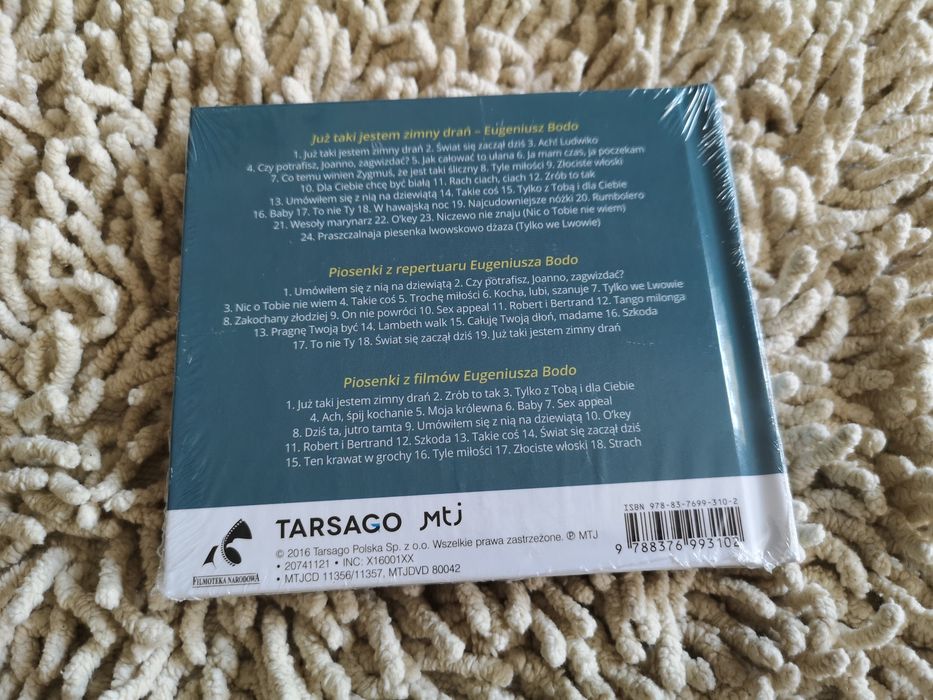 Już taki jestem zimny drań – Eugeniusz Bodo
1. Już taki jestem zimny drań 2. Świat się zaczął dziś 3. Ach! Ludwiko
4. Czy potrafisz, Joanno, zagwizdać? 5. Jak całować to ułana 6. Ja mam czas, ja poczekam
7. Co temu winien Zygmuś, że jest taki śliczny 8. Tyle miłości 9. Złociste włoski
10. Dla Ciebie chcę być białą 11. Rach ciach, ciach 12. Zrób to tak
13. Umówiłem się z nią na dziewiątą 14. Takie coś 15. Tylko z Tobą i dla Ciebie
16. Baby 17. To nie Ty 18. W hawajską noc 19. Najcudowniejsze nóżki 20. Rumbolero
21. Wesoły marynarz 22. O'key 23. Niczewo nie znaju (Nic o Tobie nie wiem)
24. Praszczalnaja piesenka lwowskowo dżaza (Tylko we Lwowie)
Piosenki z repertuaru Eugeniusza Bodo
1. Umówiłem się z nią na dziewiątą 2. Czy potrafisz, Joanno, zagwizdać?
3. Nic o Tobie nie wiem 4. Takie coś 5. Trochę miłości 6. Kocha, lubi, szanuje 7. Tylko we Lwowie
8. Zakochany złodziej 9. On nie powróci 10. Sex appeal 11. Robert i Bertrand 12. Tango milonga
13. Pragnę Twoją być 14. Lambeth walk 15. Całuję Twoją dłoń, madame 16. Szkoda
17. To nie Ty 18. Świat się zaczął dziś 19. Już taki jestem zimny drań
Piosenki z filmów Eugeniusza Bodo
1. Już taki jestem zimny drań 2. Zrób to tak 3. Tylko z Tobą i dla Ciebie
4. Ach, śpij kochanie 5. Moja królewna 6. Baby 7. Sex appeal
8. Dziś ta, jutro tamta 9. Umówiłem się z nią na dziewiątą 10. O'key
11. Robert i Bertrand 12. Szkoda 13. Takie coś 14. Świat się zaczął dziś
15. Ten krawat w grochy 16. Tyle miłości 17. Złociste włoski 18. Strach
FILMOTEKA NARODOWA
TARSAGO mtj
© 2016 Tarsago Polska Sp. z o.o. Wszelkie prawa zastrzeżone. ℗ MTJ
• 20741121 • INC: X16001XX
• MTJCD 11356/11357, MTJDVD 80042
ISBN 978-83-7699-310-2
9 788376 993102